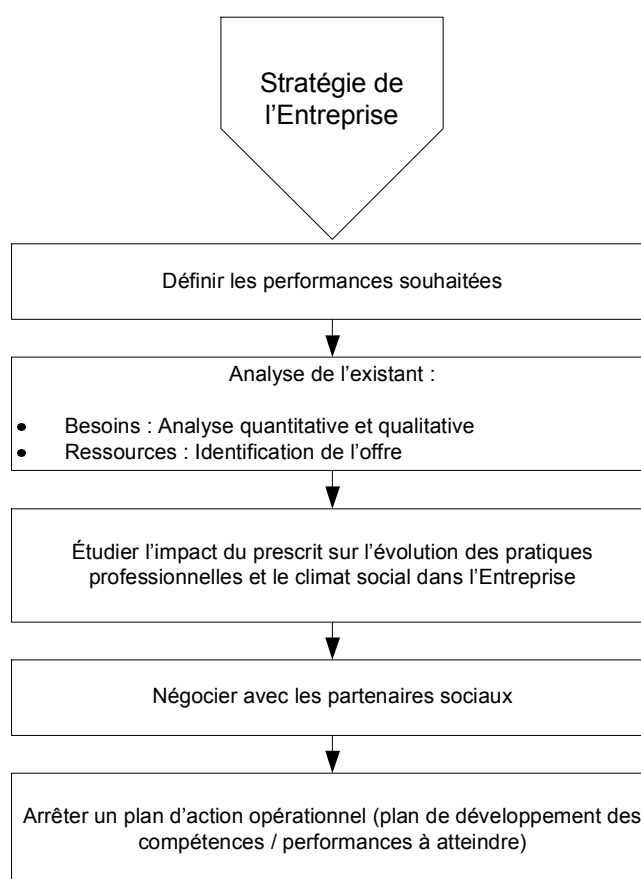 Stratégie de
l’Entreprise
Définir les performances souhaitées
Analyse de l’existant :
• Besoins : Analyse quantitative et qualitative
• Ressources : Identification de l’offre
Étudier l’impact du prescrit sur l’évolution des pratiques
professionnelles et le climat social dans l’Entreprise
Négocier avec les partenaires sociaux
Arrêter un plan d’action opérationnel (plan de développement des
compétences / performances à atteindre)